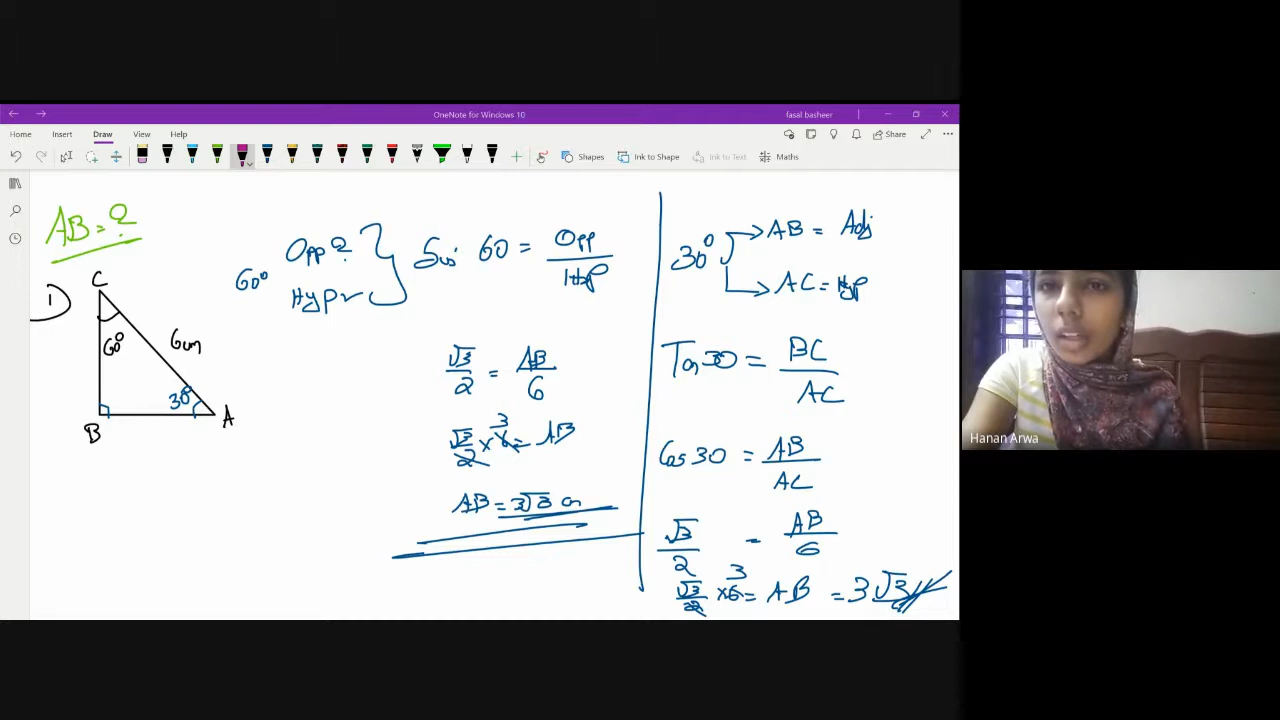 OneNote for Windows 10
fasal basheer
Home Insert Draw View Help
Share
Shapes Ink to Shape Ink to Text Maths
AB = ?
1)
C
60°
6cm
30°
B
A
60°
Opp ?
Hyp
Sin 60 = Opp / Hyp
√3/2 = AB/6
√3/2 × 6 3 = AB
AB = 3√3 cm
30°
AB = Adj
AC = Hyp
Tan 30 = BC / AC
Cos 30 = AB / AC
√3/2 = AB/6
√3/2 × 6 3 = AB = 3√3
Hanan Arwa